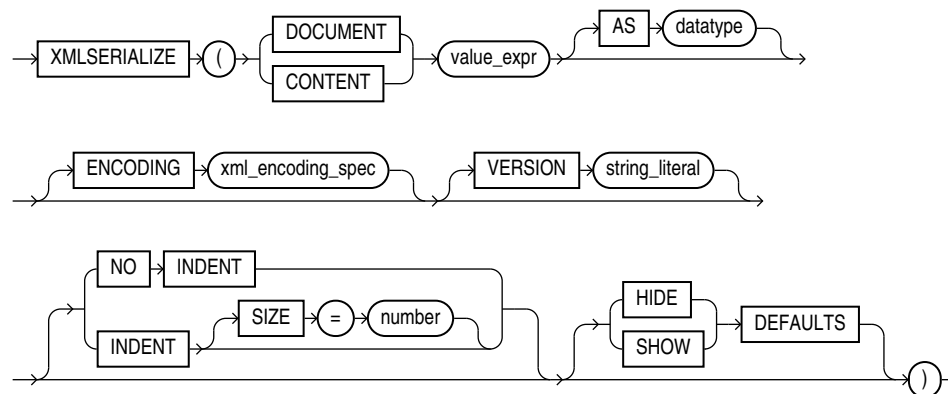 DOCUMENT
XMLSERIALIZE ( CONTENT value_expr AS datatype
ENCODING xml_encoding_spec VERSION string_literal
NO INDENT
INDENT SIZE = number
HIDE
SHOW DEFAULTS
)